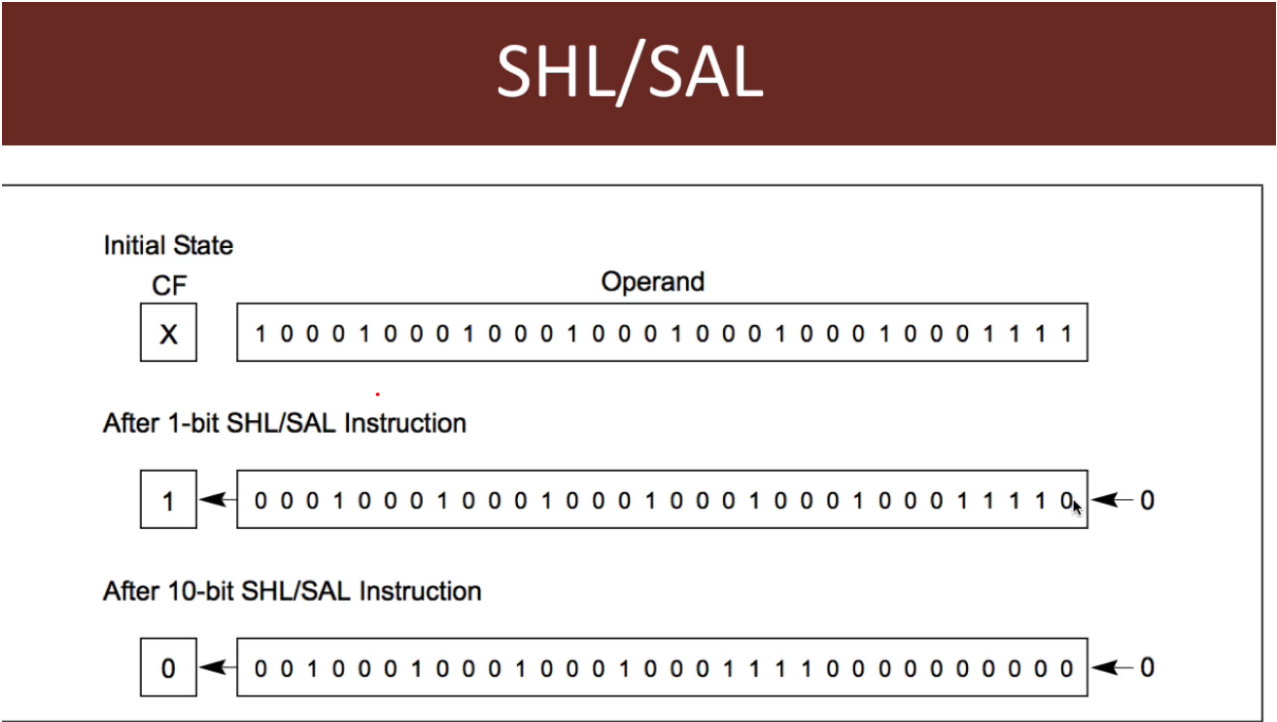 SHL/SAL
Initial State
CF Operand
X 1 0 0 0 1 0 0 0 1 0 0 0 1 0 0 0 1 0 0 0 1 0 0 0 1 0 0 0 1 1 1 1
After 1-bit SHL/SAL Instruction
1 0 0 0 1 0 0 0 1 0 0 0 1 0 0 0 1 0 0 0 1 0 0 0 1 0 0 0 1 1 1 1 0 0
After 10-bit SHL/SAL Instruction
0 0 0 1 0 0 0 1 0 0 0 1 0 0 0 1 0 0 0 1 1 1 1 0 0 0 0 0 0 0 0 0 0 0